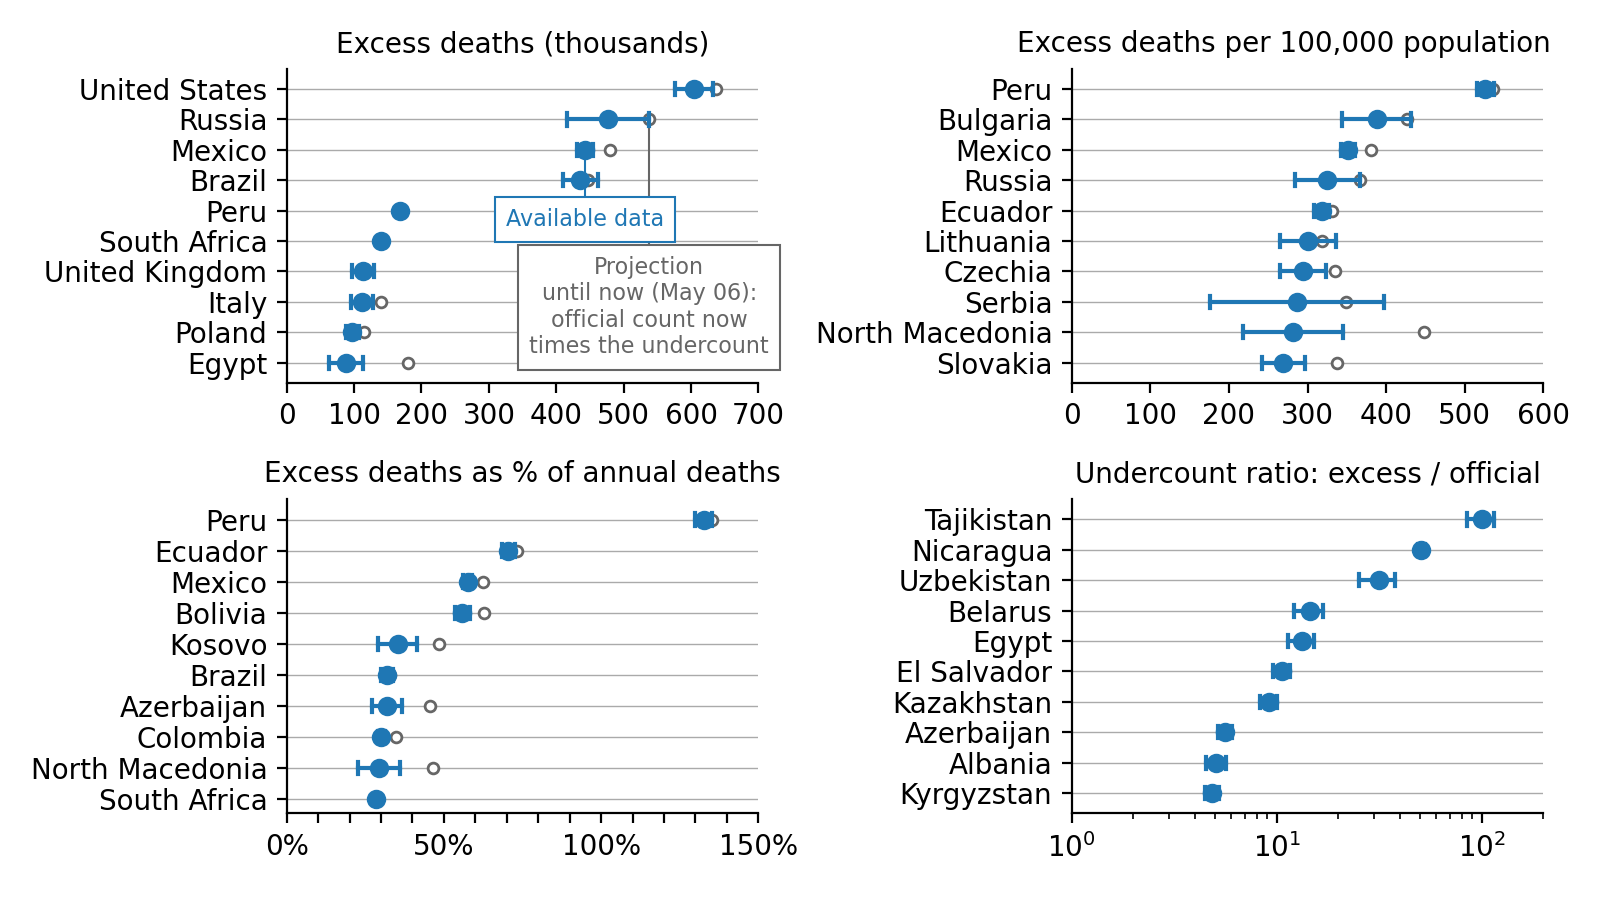 Excess deaths (thousands)
United States
Russia
Mexico
Brazil
Peru
South Africa
United Kingdom
Italy
Poland
Egypt
Available data
Projection
until now (May 06):
official count now
times the undercount
0 100 200 300 400 500 600 700
Excess deaths per 100,000 population
Peru
Bulgaria
Mexico
Russia
Ecuador
Lithuania
Czechia
Serbia
North Macedonia
Slovakia
0 100 200 300 400 500 600
Excess deaths as % of annual deaths
Peru
Ecuador
Mexico
Bolivia
Kosovo
Brazil
Azerbaijan
Colombia
North Macedonia
South Africa
0% 50% 100% 150%
Undercount ratio: excess / official
Tajikistan
Nicaragua
Uzbekistan
Belarus
Egypt
El Salvador
Kazakhstan
Azerbaijan
Albania
Kyrgyzstan
10⁰ 10¹ 10²